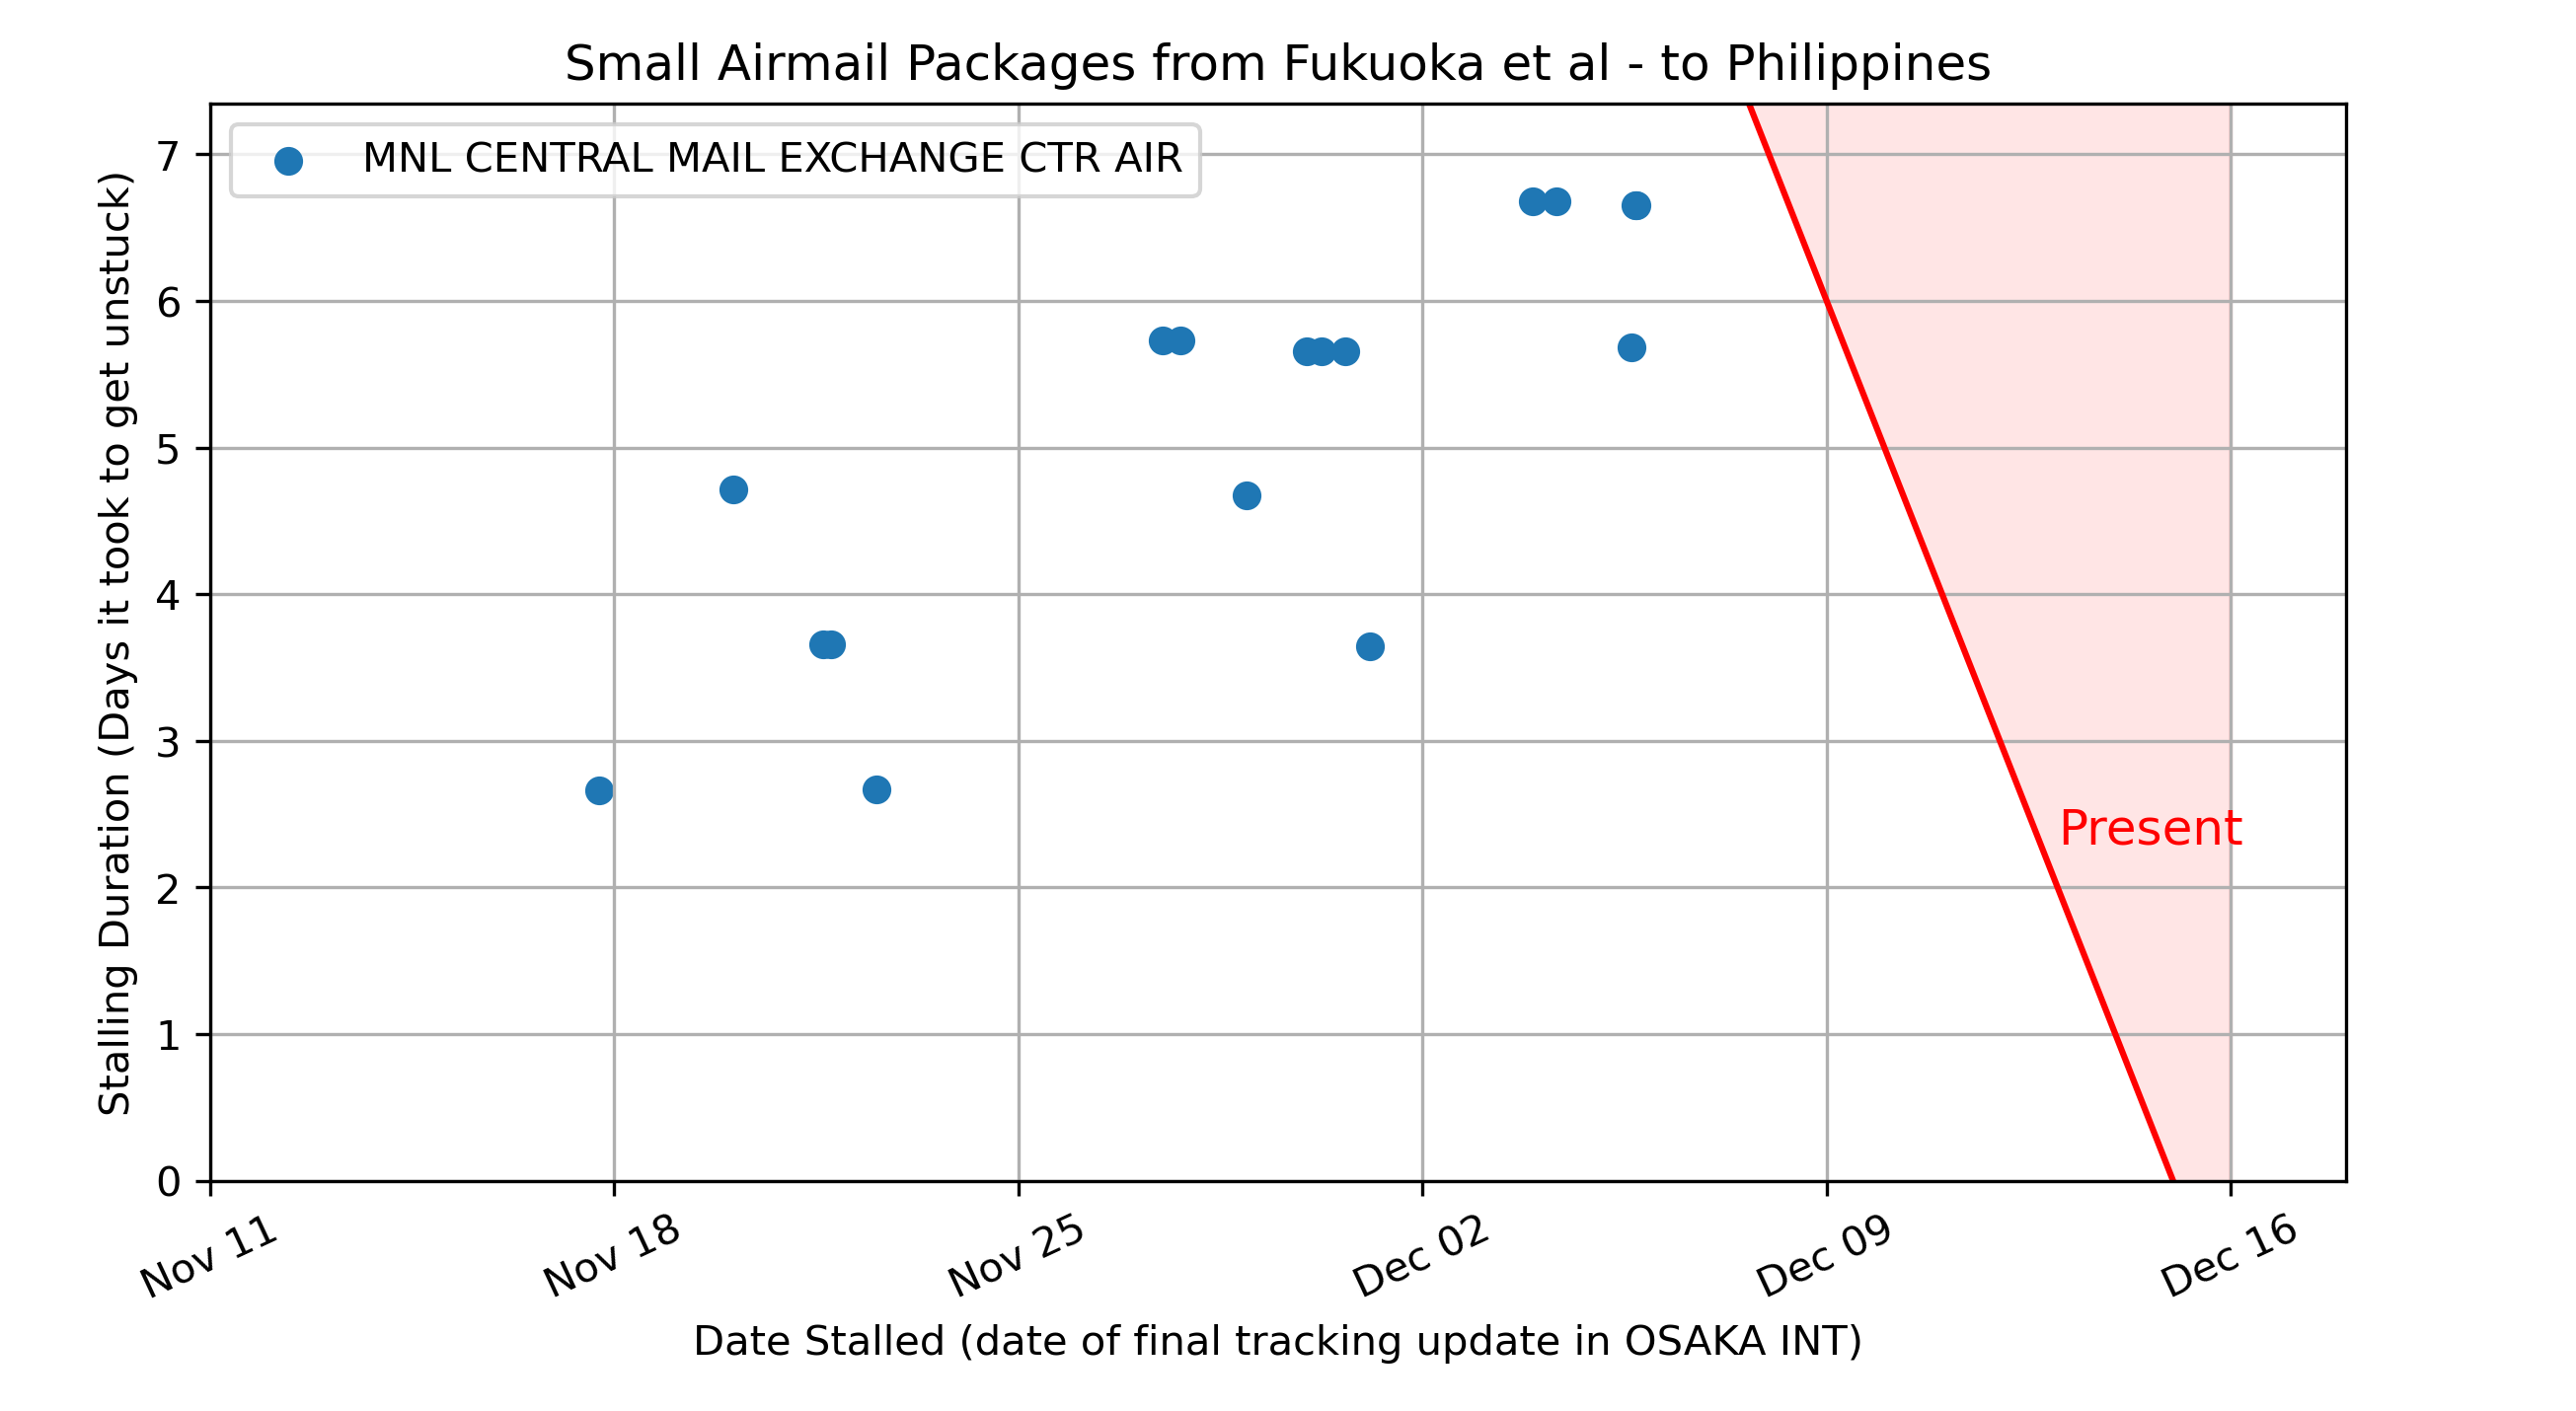 Small Airmail Packages from Fukuoka et al - to Philippines
MNL CENTRAL MAIL EXCHANGE CTR AIR
Stalling Duration (Days it took to get unstuck)
7
6
5
4
3
2
1
0
Present
Nov 11
Nov 18
Nov 25
Dec 02
Dec 09
Dec 16
Date Stalled (date of final tracking update in OSAKA INT)